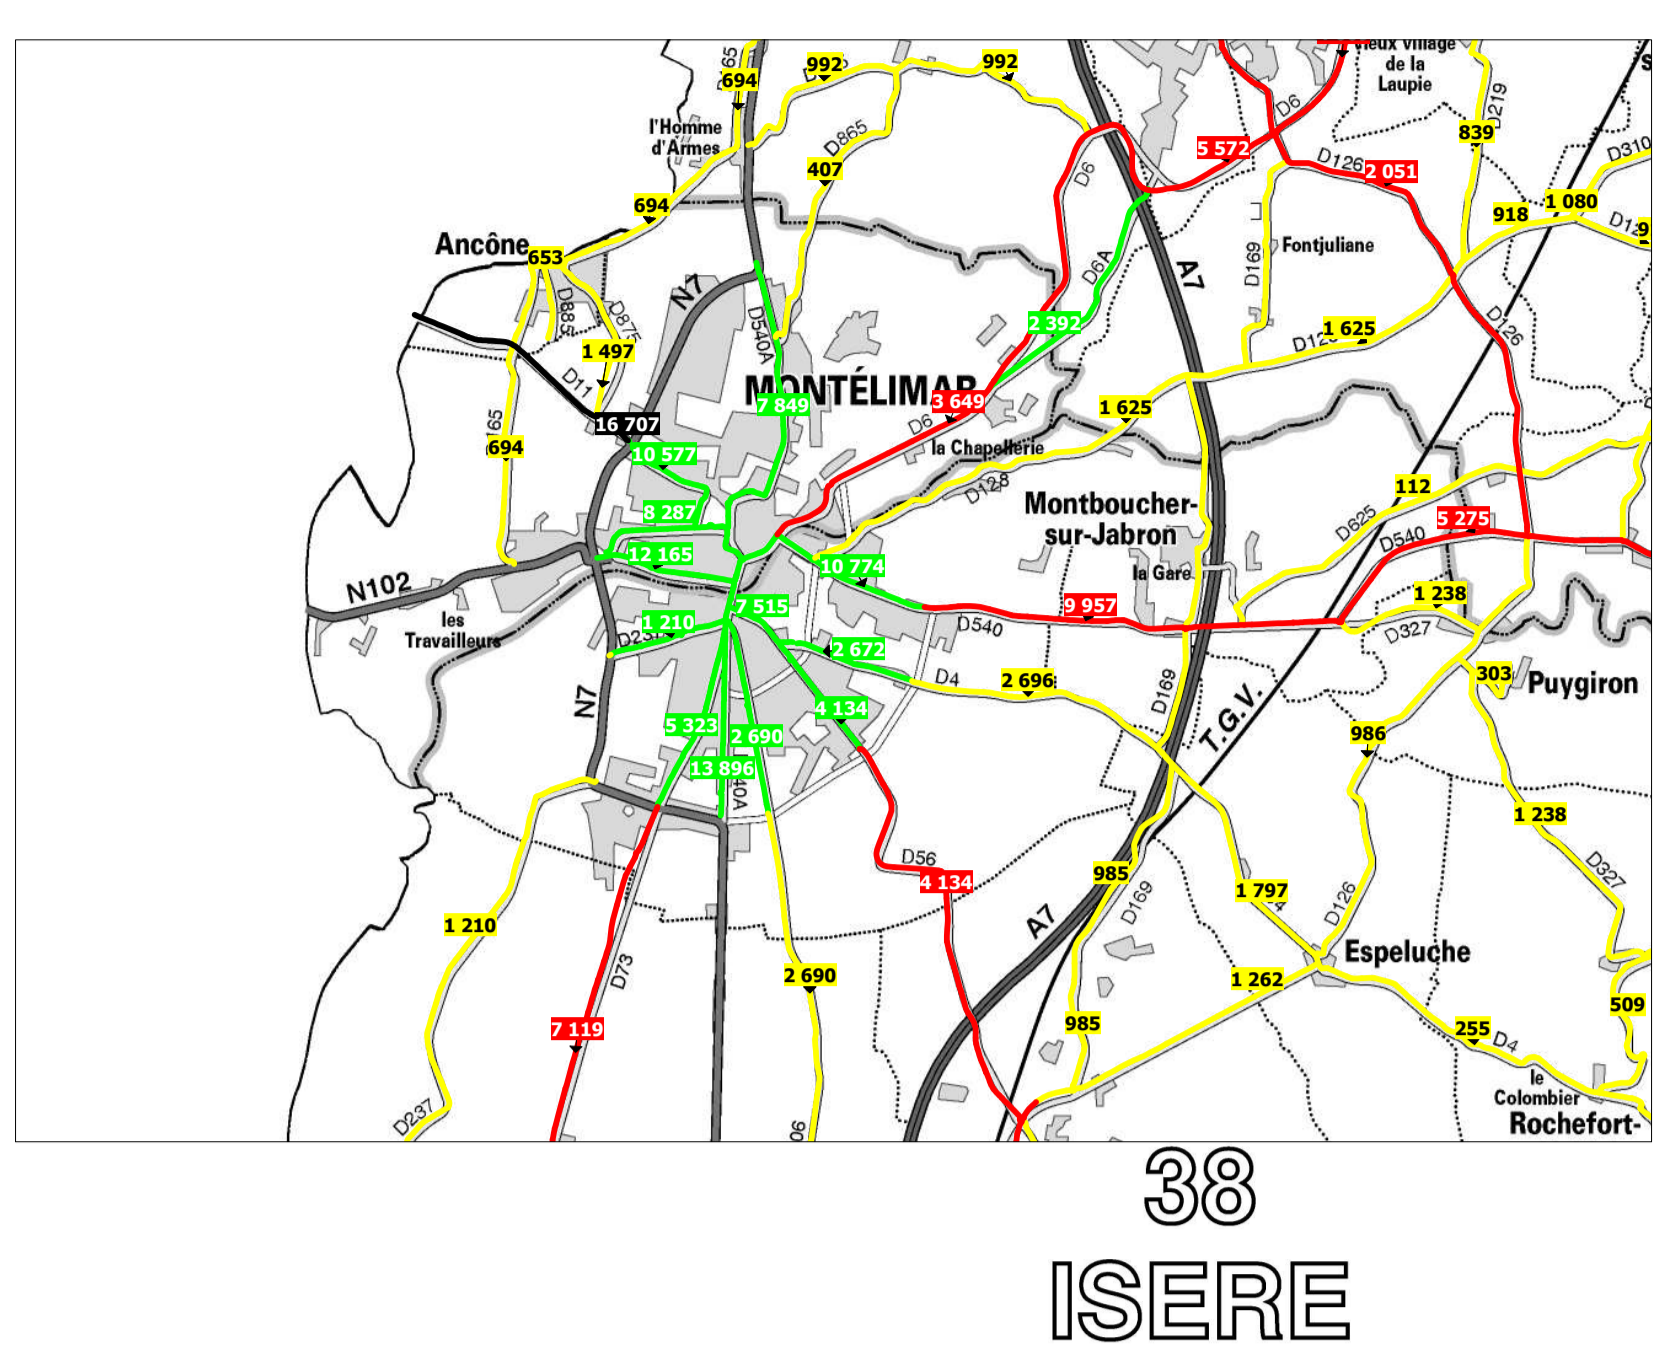 vieux village
de la
Laupie
992
992
694
D6
D219
l'Homme
d'Armes
D865
839
5 572
D126
2 051
D310
407
D6
694
918
1 080
Ancône
653
D169
Fontjuliane
D6A
A7
N7
D885
D875
D540A
2 392
1 625
D126
1 497
D11
MONTÉLIMAR
7 849
3 649
1 625
16 707
D6
la Chapellerie
694
10 577
D128
112
Montboucher-
sur-Jabron
8 287
D625
5 275
D540
12 165
10 774
la Gare
N102
7 515
9 957
1 238
les
Travailleurs
1 210
D237
D540
D327
2 672
D4
2 696
D169
303
Puygiron
N7
4 134
5 323
2 690
T.G.V.
986
13 896
40A
1 238
D56
4 134
985
D169
1 797
D126
D327
1 210
A7
Espeluche
D73
2 690
1 262
7 119
985
509
255
D4
le
Colombier
D237
06
Rochefort-
38
ISERE